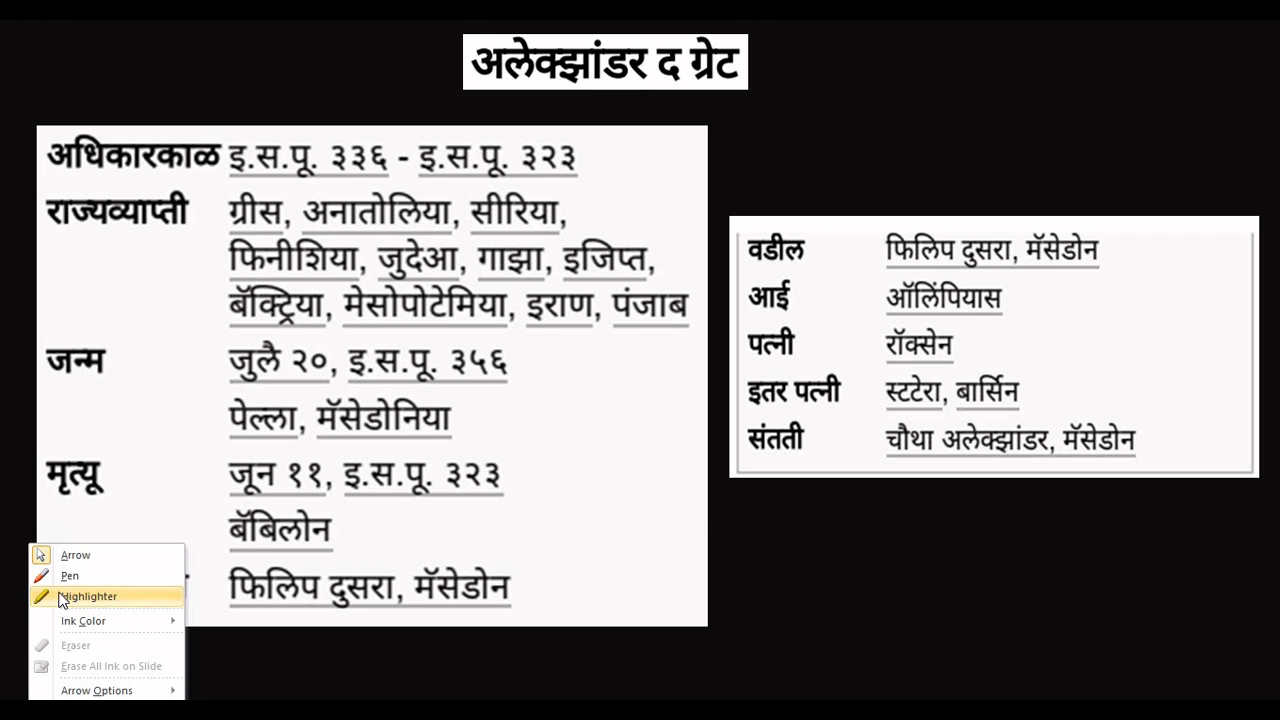 अलेक्झांडर द ग्रेट
अधिकारकाळ इ.स.पू. ३३६ - इ.स.पू. ३२३
राज्यव्याप्ती ग्रीस, अनातोलिया, सीरिया,
फिनीशिया, जुदेआ, गाझा, इजिप्त,
बॅक्ट्रिया, मेसोपोटेमिया, इराण, पंजाब
जन्म जुलै २०, इ.स.पू. ३५६
पेल्ला, मॅसेडोनिया
मृत्यू जून ११, इ.स.पू. ३२३
बॅबिलोन
फिलिप दुसरा, मॅसेडोन
वडील फिलिप दुसरा, मॅसेडोन
आई ऑलिंपियास
पत्नी रॉक्सेन
इतर पत्नी स्टटेरा, बार्सिन
संतती चौथा अलेक्झांडर, मॅसेडोन
Arrow
Pen
Highlighter
Ink Color
Eraser
Erase All Ink on Slide
Arrow Options